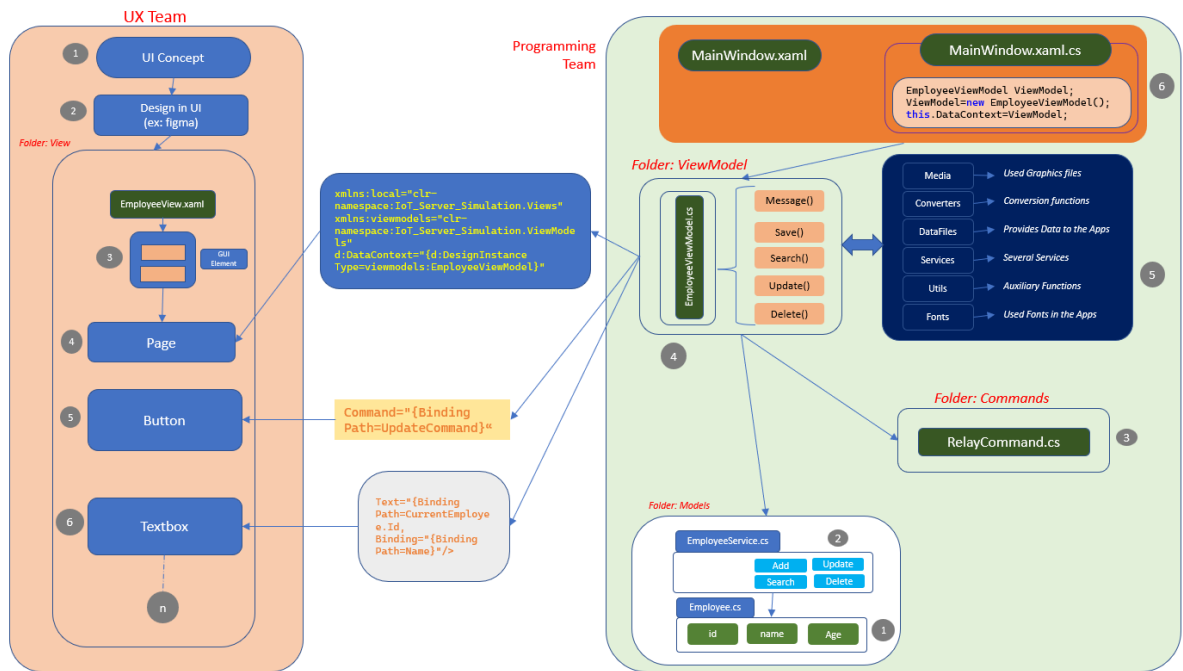 UX Team
1
UI Concept
2
Design in UI
(ex: figma)
Folder: View
EmployeeView.xaml
3
GUI
Element
4
Page
5
Button
6
Textbox
n
xmlns:local="clr-
namespace:IoT_Server_Simulation.Views"
xmlns:viewmodels="clr-
namespace:IoT_Server_Simulation.ViewMode
ls"
d:DataContext="{d:DesignInstance
Type=viewmodels:EmployeeViewModel}"
Command="{Binding
Path=UpdateCommand}“
Text="{Binding
Path=CurrentEmploye
e.Id,
Binding="{Binding
Path=Name}"/>
Programming
Team
MainWindow.xaml
MainWindow.xaml.cs
EmployeeViewModel ViewModel;
ViewModel=new EmployeeViewModel();
this.DataContext=ViewModel;
6
Folder: ViewModel
EmployeeViewModel.cs
Message()
Save()
Search()
Update()
Delete()
4
Media
Used Graphics files
Converters
Conversion functions
DataFiles
Provides Data to the Apps
Services
Several Services
Utils
Auxiliary Functions
Fonts
Used Fonts in the Apps
5
Folder: Commands
RelayCommand.cs
3
Folder: Models
EmployeeService.cs
2
Add
Update
Search
Delete
Employee.cs
id
name
Age
1